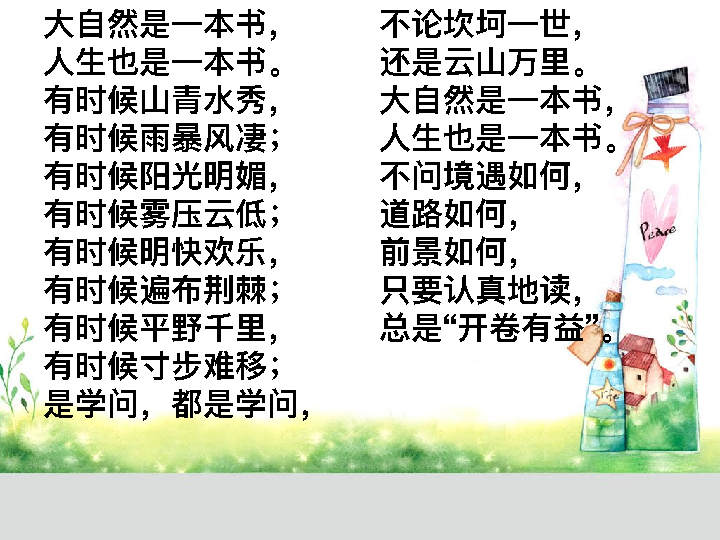 大自然是一本书，
人生也是一本书。
有时候山青水秀，
有时候雨暴风凄；
有时候阳光明媚，
有时候雾压云低；
有时候明快欢乐，
有时候遍布荆棘；
有时候平野千里，
有时候寸步难移；
是学问，都是学问，
不论坎坷一世，
还是云山万里。
大自然是一本书，
人生也是一本书。
不问境遇如何，
道路如何，
前景如何，
只要认真地读，
总是“开卷有益”。
Peace
life